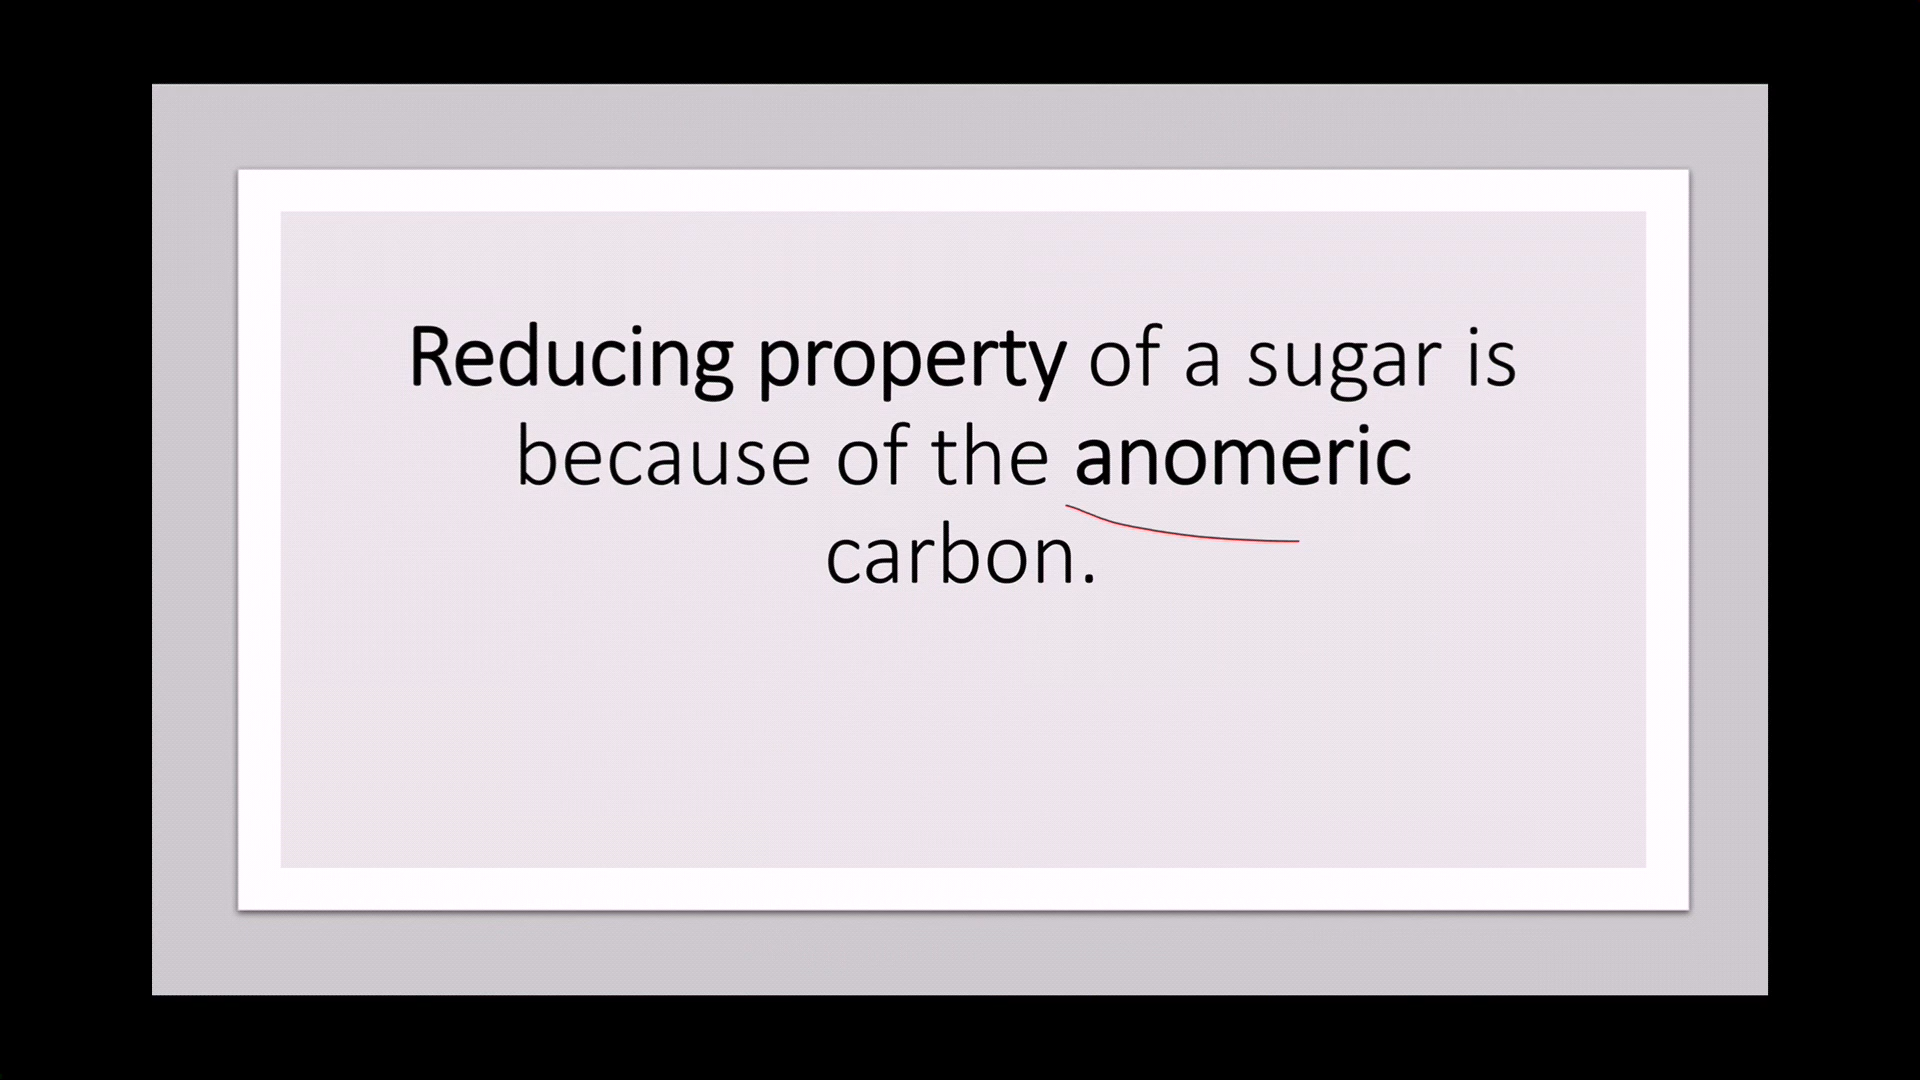 Reducing property of a sugar is
because of the anomeric
carbon.